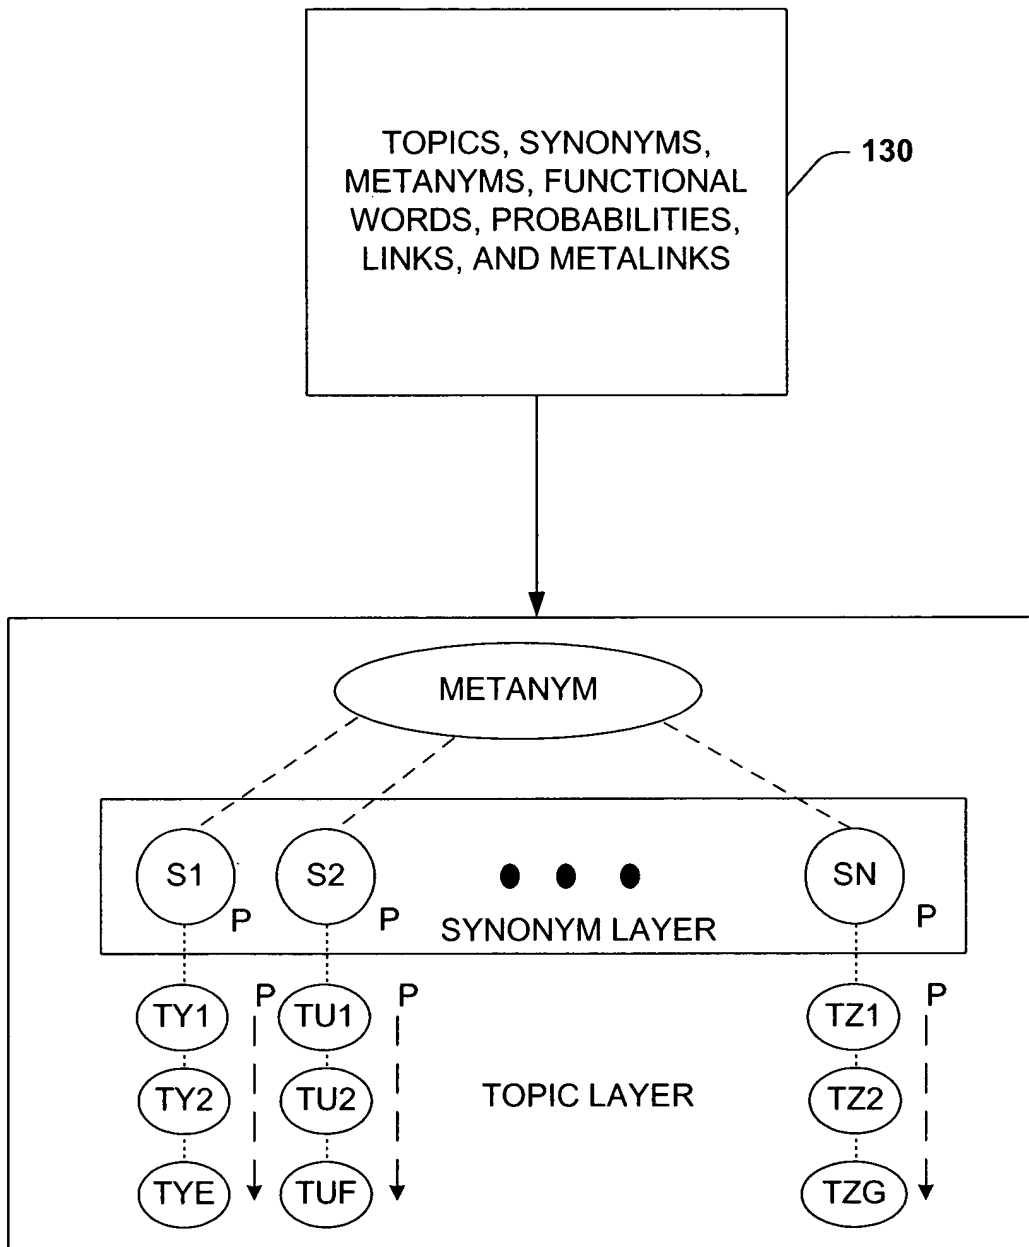 TOPICS, SYNONYMS,
METANYMS, FUNCTIONAL
WORDS, PROBABILITIES,
LINKS, AND METALINKS
130
METANYM
S1 S2 SN
P P P
SYNONYM LAYER
TY1 P TU1 P TZ1 P
TY2 TU2 TOPIC LAYER TZ2
TYE TUF TZG